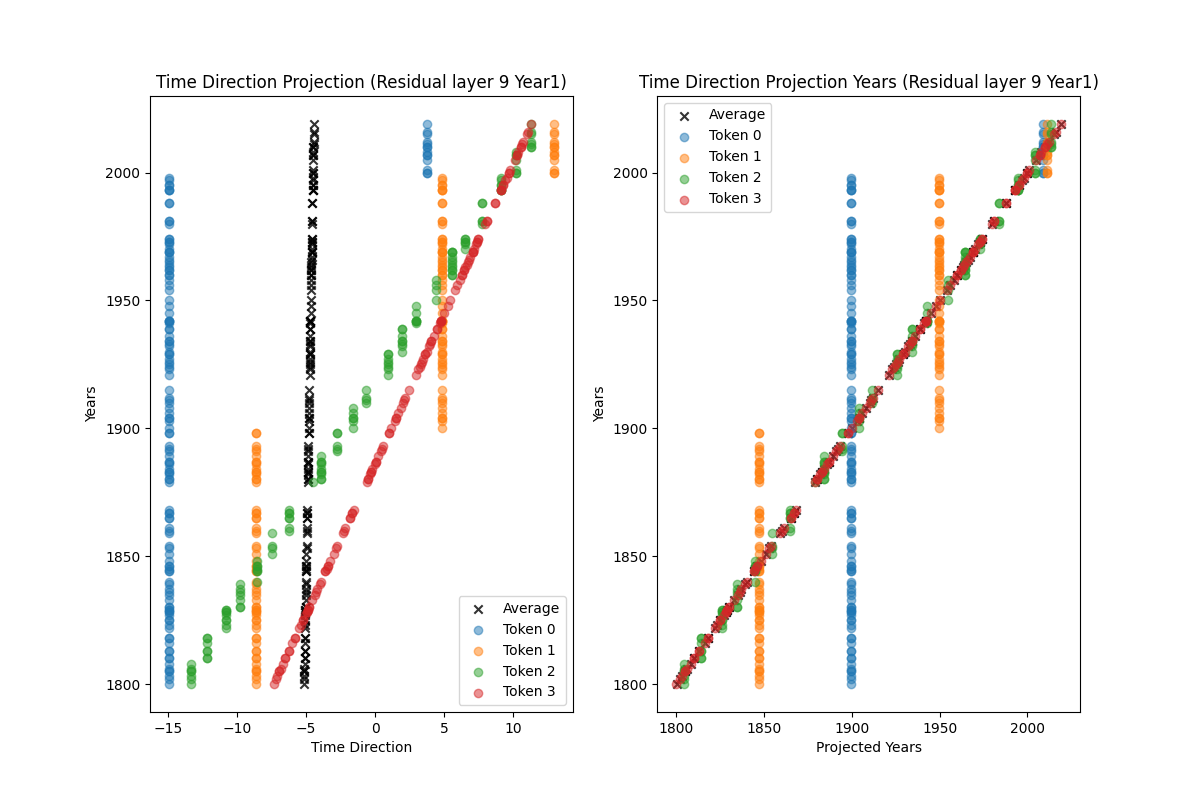 Time Direction Projection (Residual layer 9 Year1)
Years
2000
1950
1900
1850
1800
Average
Token 0
Token 1
Token 2
Token 3
−15
−10
−5
0
5
10
Time Direction
Time Direction Projection Years (Residual layer 9 Year1)
Average
Token 0
Token 1
Token 2
Token 3
Years
2000
1950
1900
1850
1800
1800
1850
1900
1950
2000
Projected Years